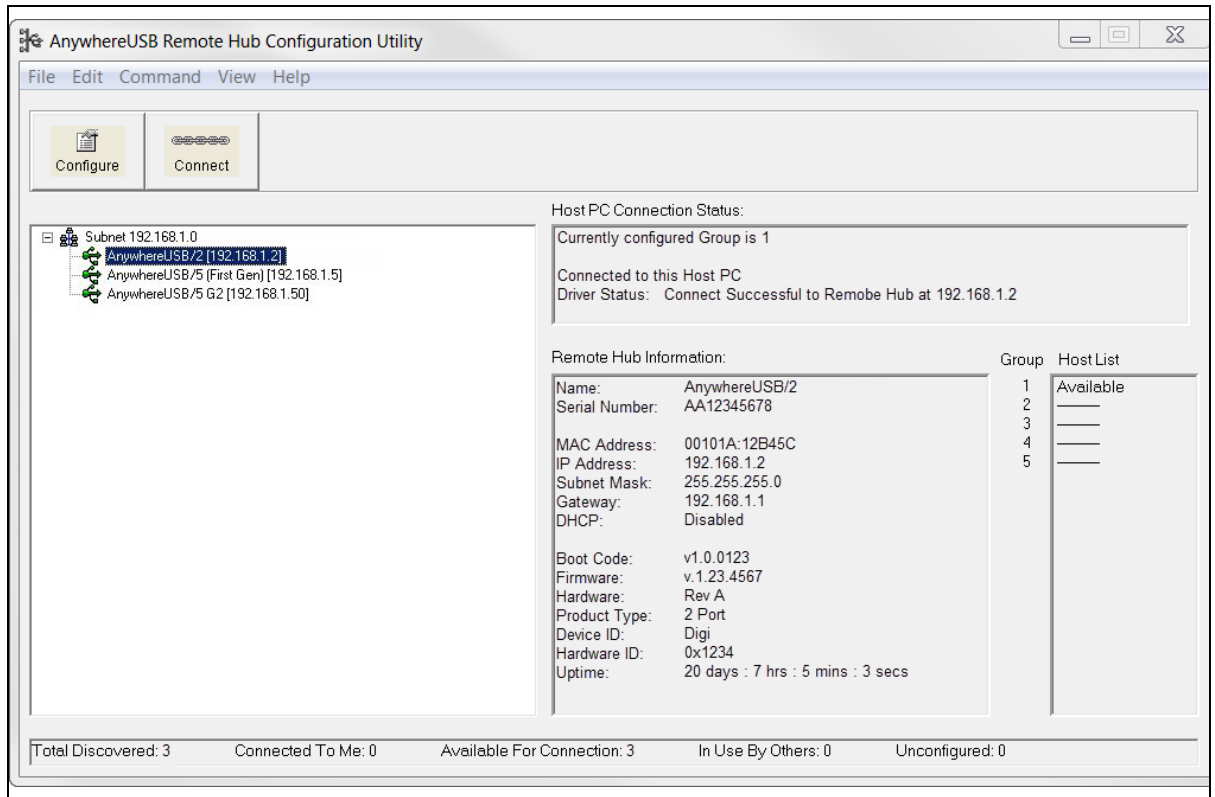 AnywhereUSB Remote Hub Configuration Utility
File Edit Command View Help
Configure
Connect
Subnet 192.168.1.0
AnywhereUSB/2 [192.168.1.2]
AnywhereUSB/5 (First Gen) [192.168.1.5]
AnywhereUSB/5 G2 [192.168.1.50]
Host PC Connection Status:
Currently configured Group is 1
Connected to this Host PC
Driver Status: Connect Successful to Remobe Hub at 192.168.1.2
Remote Hub Information:
Name: AnywhereUSB/2
Serial Number: AA12345678
MAC Address: 00101A:12B45C
IP Address: 192.168.1.2
Subnet Mask: 255.255.255.0
Gateway: 192.168.1.1
DHCP: Disabled
Boot Code: v1.0.0123
Firmware: v.1.23.4567
Hardware: Rev A
Product Type: 2 Port
Device ID: Digi
Hardware ID: 0x1234
Uptime: 20 days : 7 hrs : 5 mins : 3 secs
Group Host List
1 Available
2 ———
3 ———
4 ———
5 ———
Total Discovered: 3 Connected To Me: 0 Available For Connection: 3 In Use By Others: 0 Unconfigured: 0